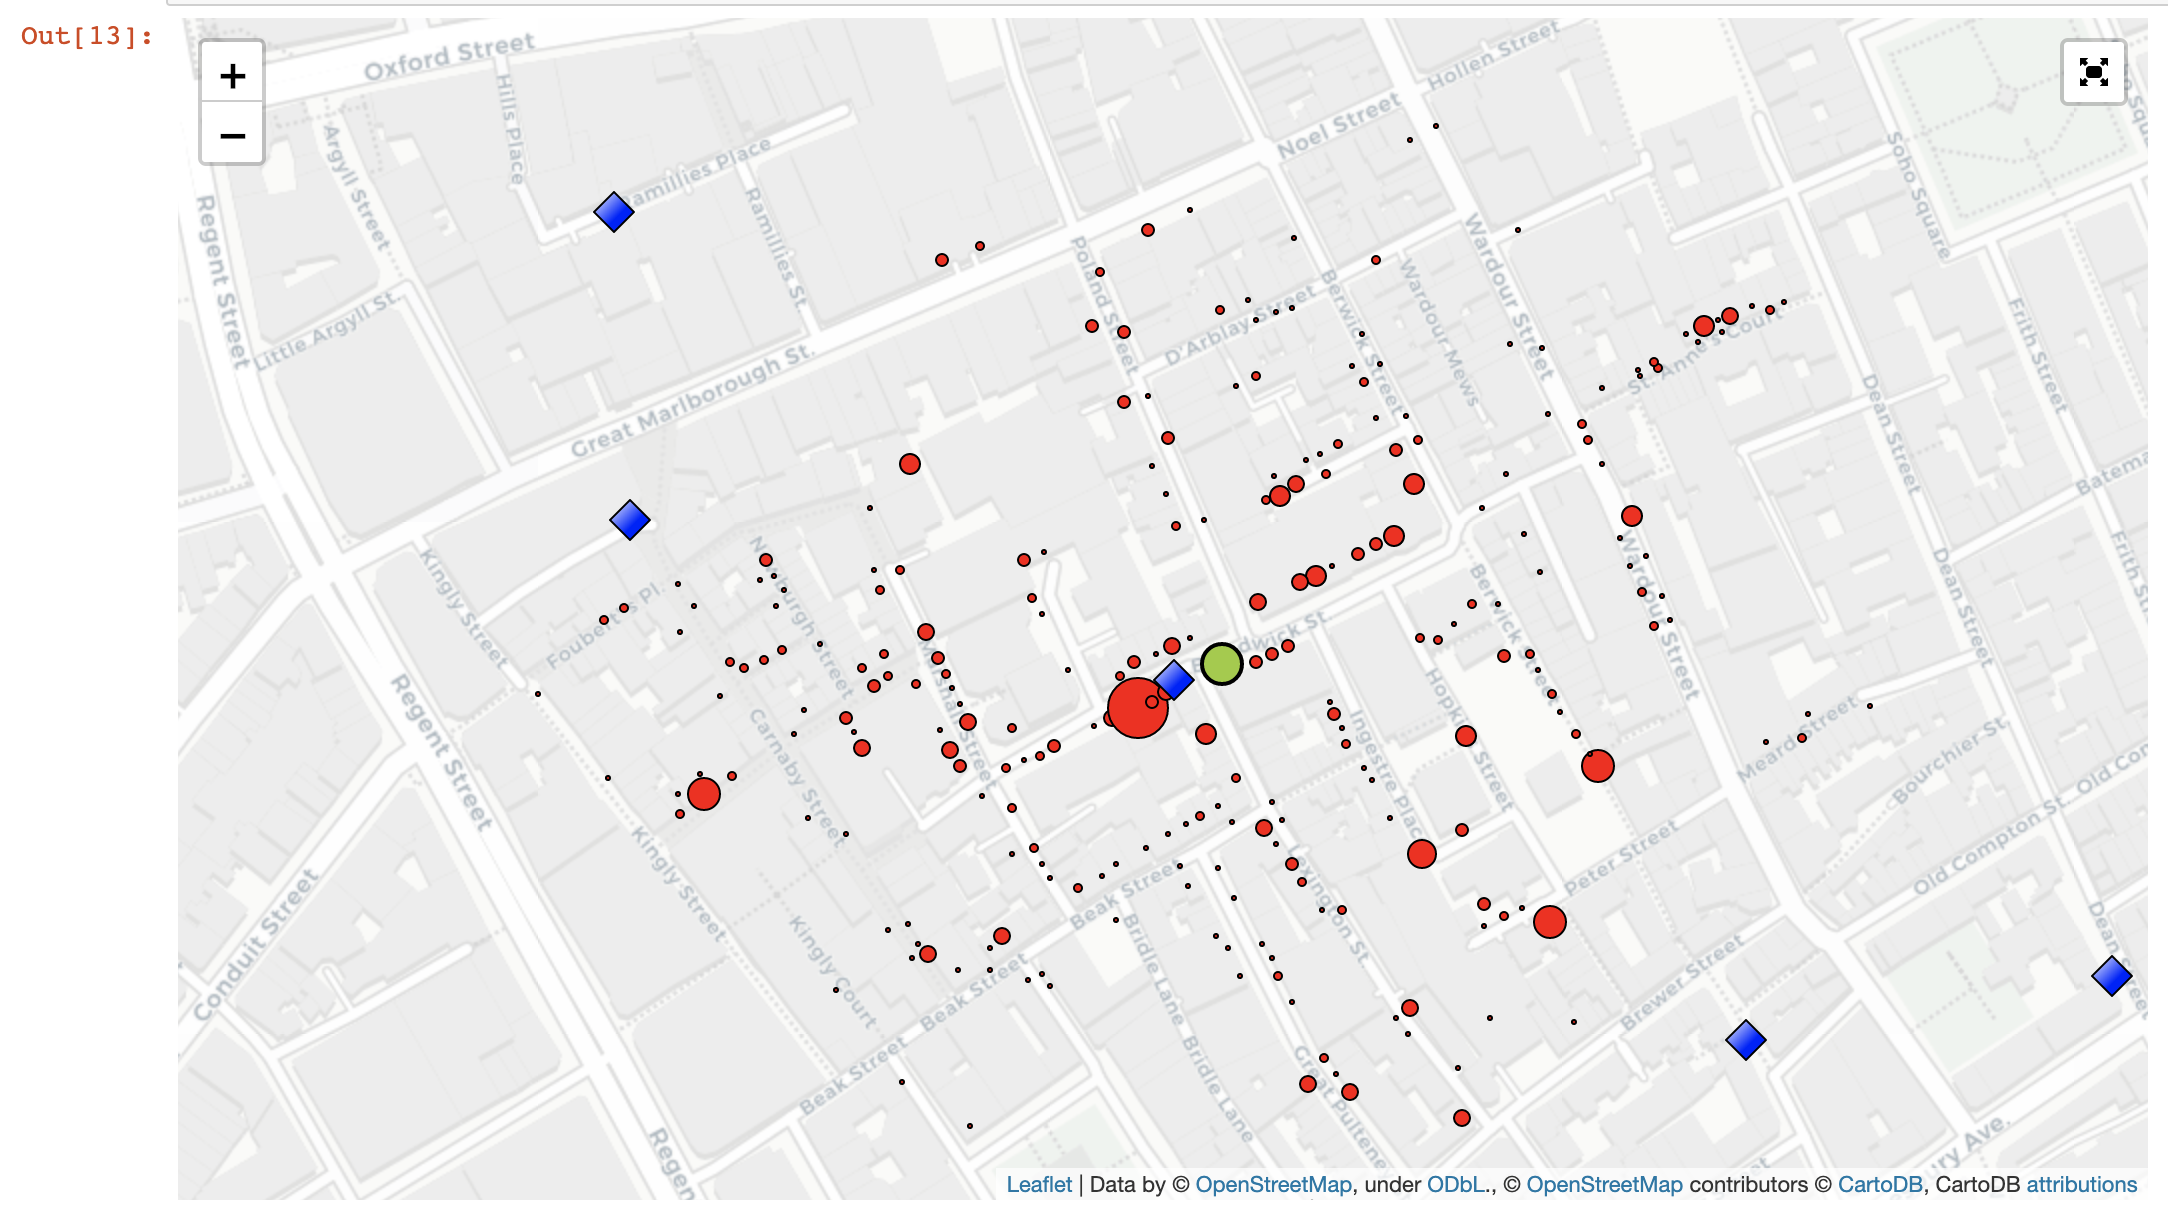 Out[13]:
+
−
Oxford Street
Hills Place
Argyll Street
Ramillies Place
Ramillies St.
Regent Street
Little Argyll St.
Great Marlborough St.
Noel Street
Hollen Street
Poland Street
D'Arblay Street
Berwick Street
Wardour Mews
Wardour Street
Soho Square
St. Anne's Court
Frith Street
Dean Street
Kingly Street
Foubert's Pl.
Newburgh Street
Marshall Street
Carnaby Street
Broadwick St.
Berwick Street
Hopkins Street
Ingestre Place
Wardour Street
Dean Street
Frith Str
Batema
Meard Street
Bourchier St.
Old Compton St.
Old Com
Regent Street
Kingly Street
Kingly Court
Conduit Street
Beak Street
Beak Street
Beak Street
Bridle Lane
Bridle Lane
Lexington St.
Great Pulteney
Peter Street
Brewer Street
Dean Street
Regen
ry Ave.
Leaflet | Data by © OpenStreetMap, under ODbL., © OpenStreetMap contributors © CartoDB, CartoDB attributions